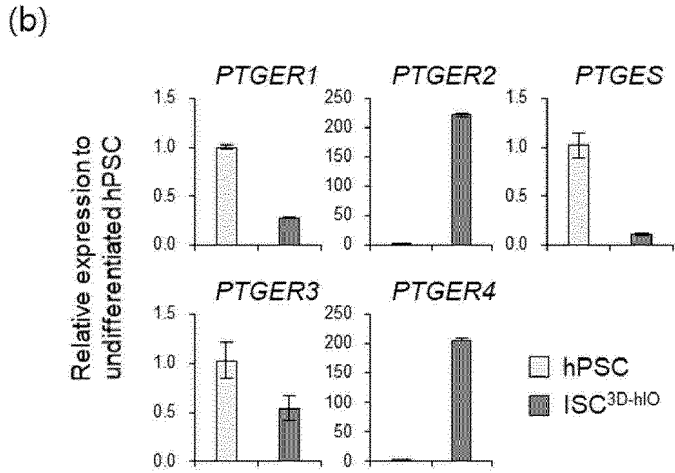 (b)
Relative expression to
undifferentiated hPSC
PTGER1
1.5
1.0
0.5
0.0
PTGER2
250
200
150
100
50
0
PTGES
1.5
1.0
0.5
0.0
PTGER3
1.5
1.0
0.5
0.0
PTGER4
250
200
150
100
50
0
hPSC
ISC3D-hIO